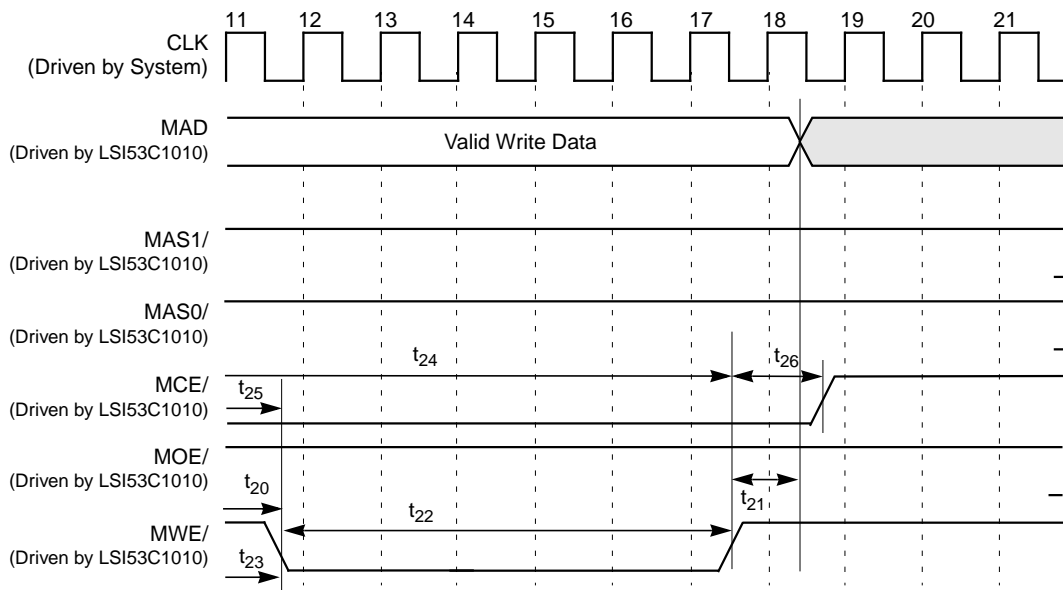 11 12 13 14 15 16 17 18 19 20 21
CLK
(Driven by System)
MAD
(Driven by LSI53C1010)
Valid Write Data
MAS1/
(Driven by LSI53C1010)
MAS0/
(Driven by LSI53C1010)
t24
t26
MCE/
(Driven by LSI53C1010)
t25
MOE/
(Driven by LSI53C1010)
t20
t21
t22
MWE/
(Driven by LSI53C1010)
t23